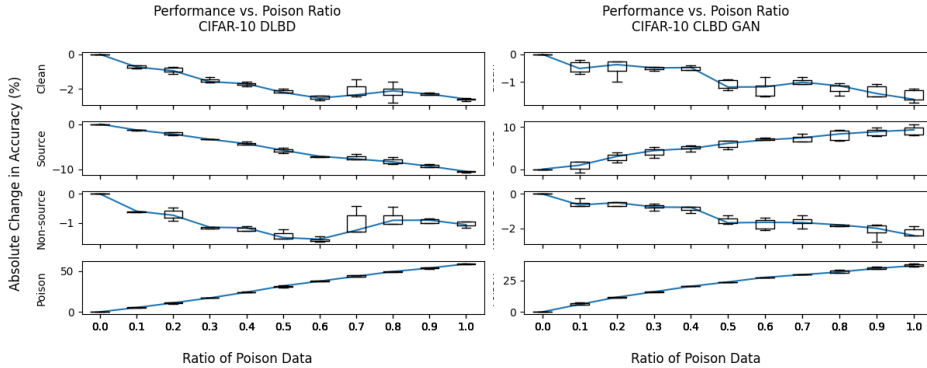 Performance vs. Poison Ratio
CIFAR-10 DLBD
Performance vs. Poison Ratio
CIFAR-10 CLBD GAN
Absolute Change in Accuracy (%)
Clean
0
−2
Source
0
−10
Non-source
0
−1
Poison
50
0
0.0 0.1 0.2 0.3 0.4 0.5 0.6 0.7 0.8 0.9 1.0
Ratio of Poison Data
0
−1
10
0
0
−2
25
0
0.0 0.1 0.2 0.3 0.4 0.5 0.6 0.7 0.8 0.9 1.0
Ratio of Poison Data